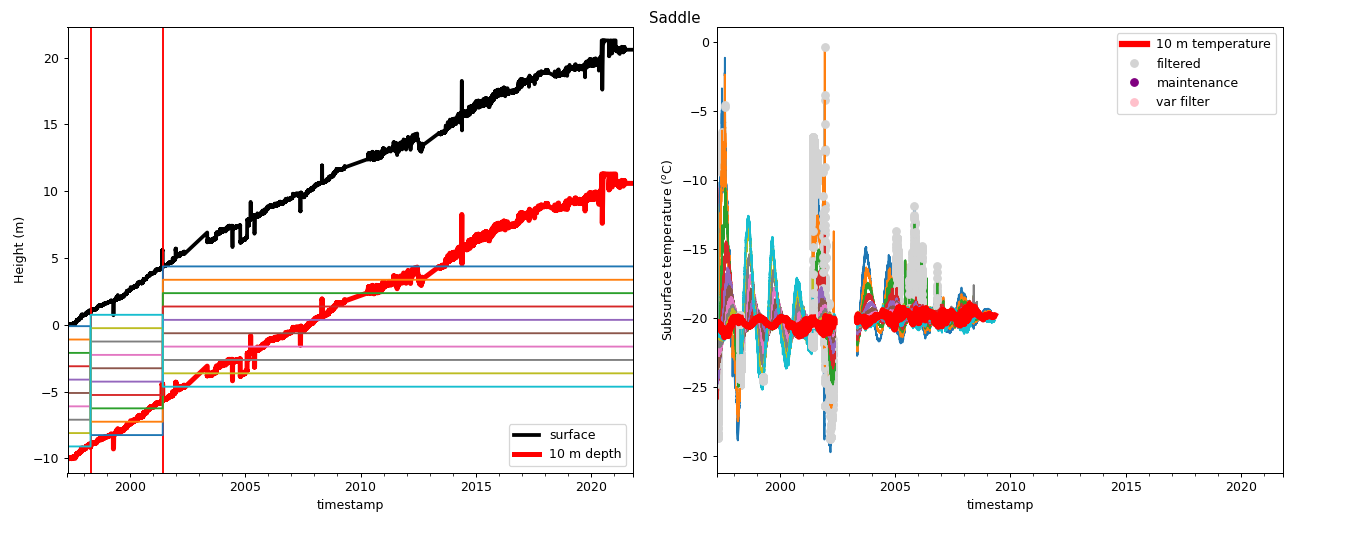 Saddle
Height (m)
20
15
10
5
0
−5
−10
2000
2005
2010
2015
2020
timestamp
surface
10 m depth
Subsurface temperature (°C)
0
−5
−10
−15
−20
−25
−30
2000
2005
2010
2015
2020
timestamp
10 m temperature
filtered
maintenance
var filter